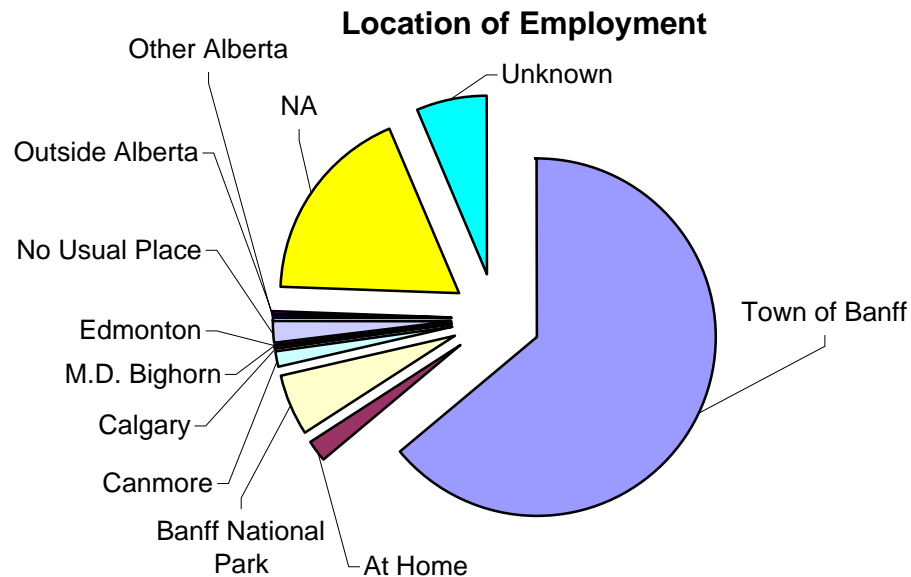 Location of Employment
Other Alberta
Unknown
NA
Outside Alberta
No Usual Place
Town of Banff
Edmonton
M.D. Bighorn
Calgary
Canmore
Banff National
Park
At Home